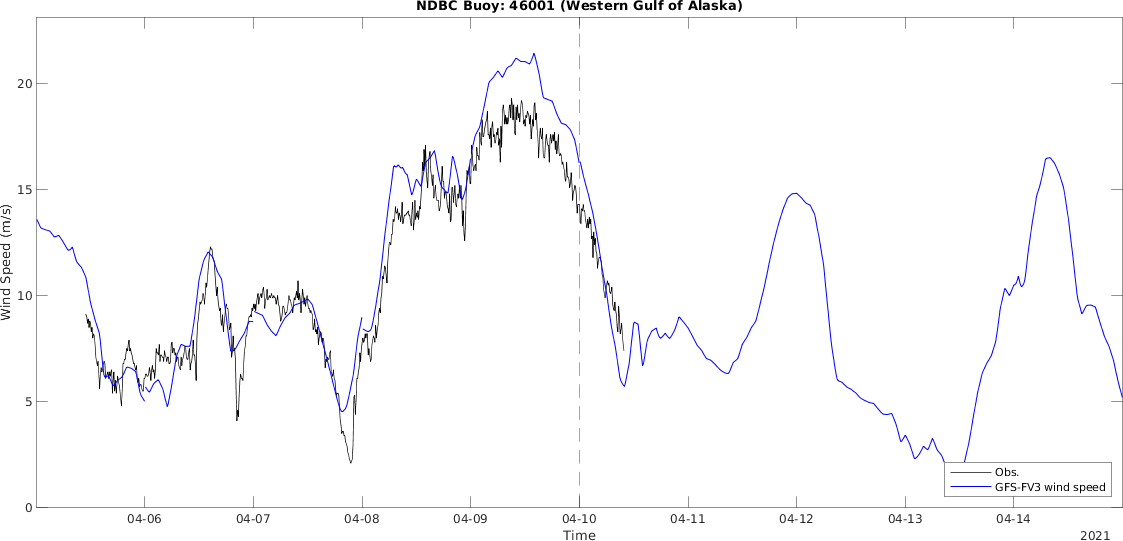 NDBC Buoy: 46001 (Western Gulf of Alaska)
Wind Speed (m/s)
20
15
10
5
0
Obs.
GFS-FV3 wind speed
04-06 04-07 04-08 04-09 04-10 04-11 04-12 04-13 04-14
Time
2021